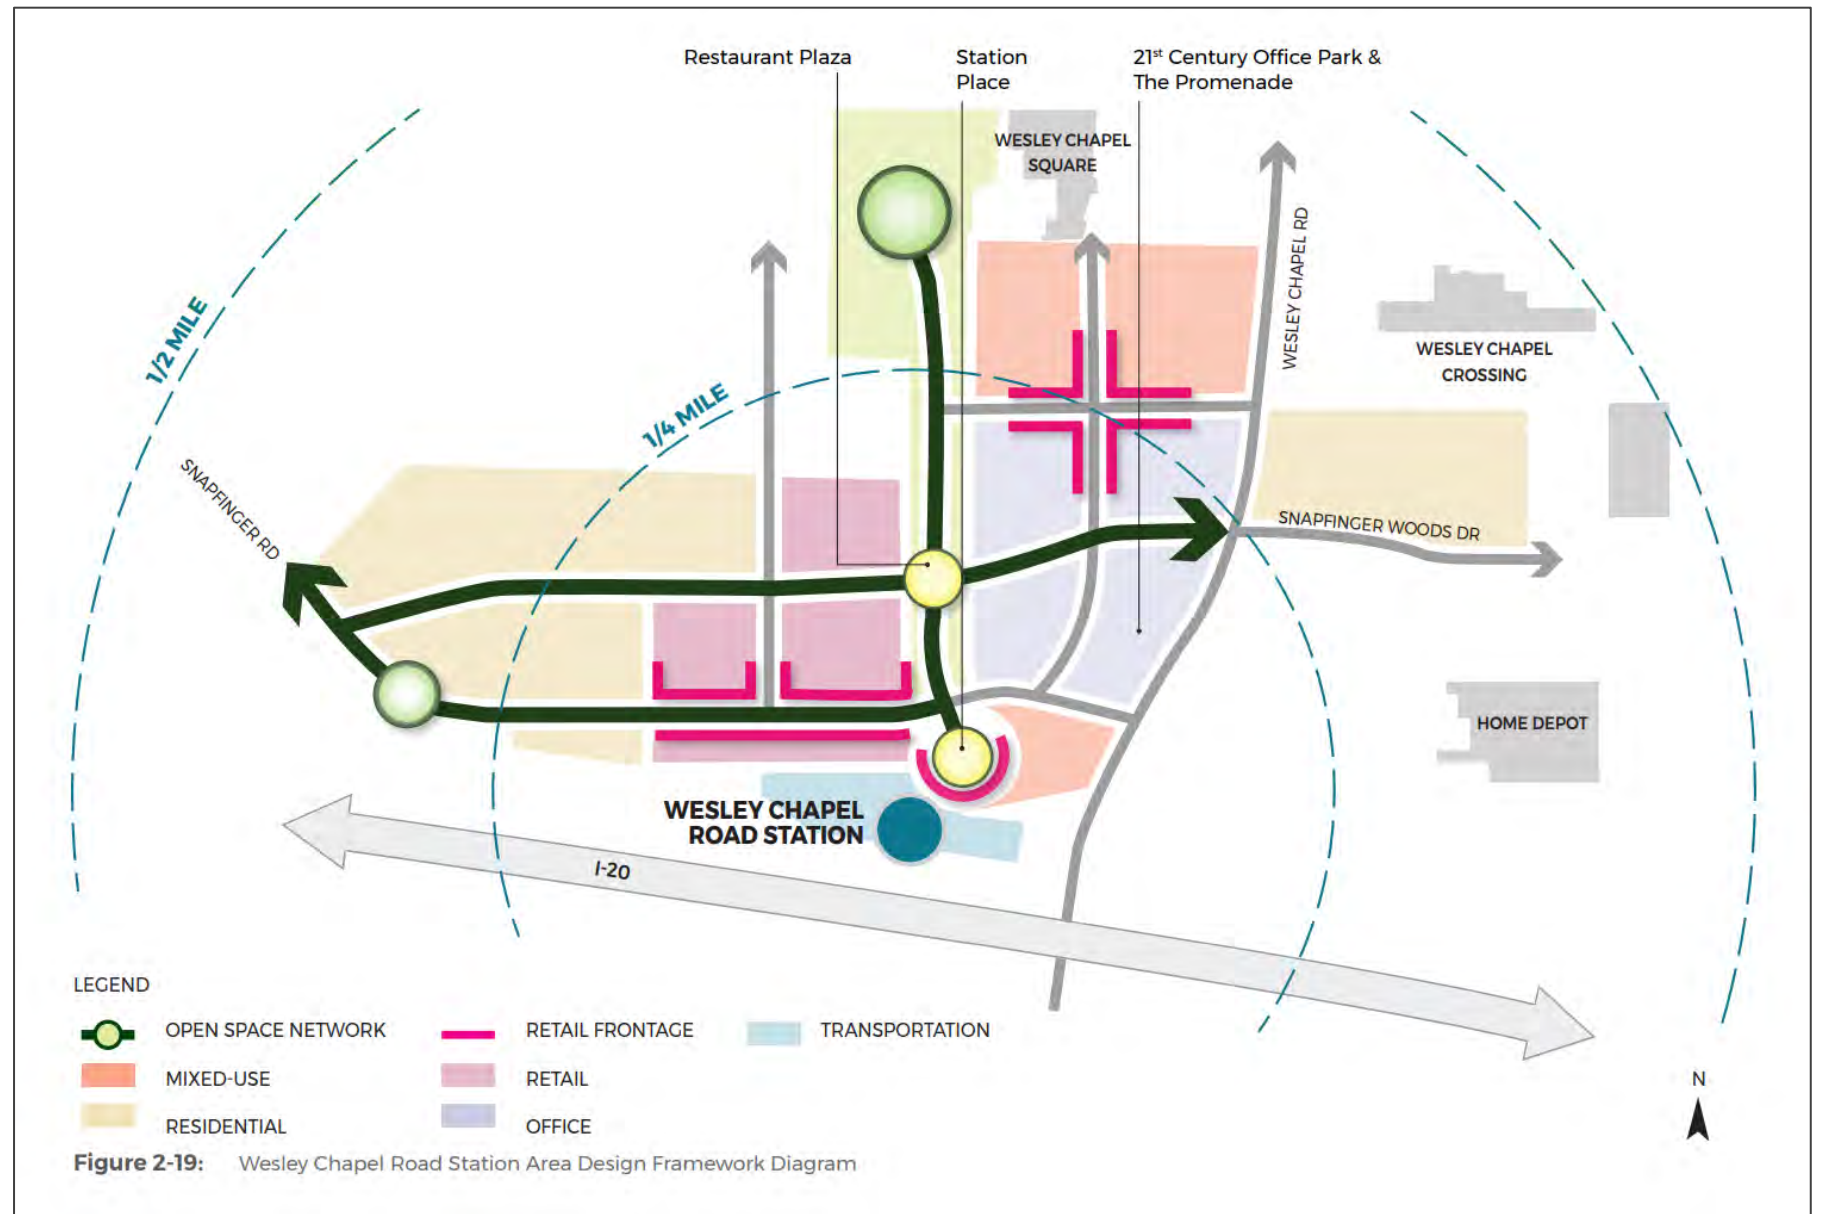 Restaurant Plaza
Station
Place
21st Century Office Park &
The Promenade
WESLEY CHAPEL
SQUARE
WESLEY CHAPEL RD
1/2 MILE
WESLEY CHAPEL
CROSSING
1/4 MILE
SNAPFINGER RD
SNAPFINGER WOODS DR
HOME DEPOT
WESLEY CHAPEL
ROAD STATION
I-20
LEGEND
OPEN SPACE NETWORK
RETAIL FRONTAGE
TRANSPORTATION
MIXED-USE
RETAIL
RESIDENTIAL
OFFICE
N
Figure 2-19: Wesley Chapel Road Station Area Design Framework Diagram